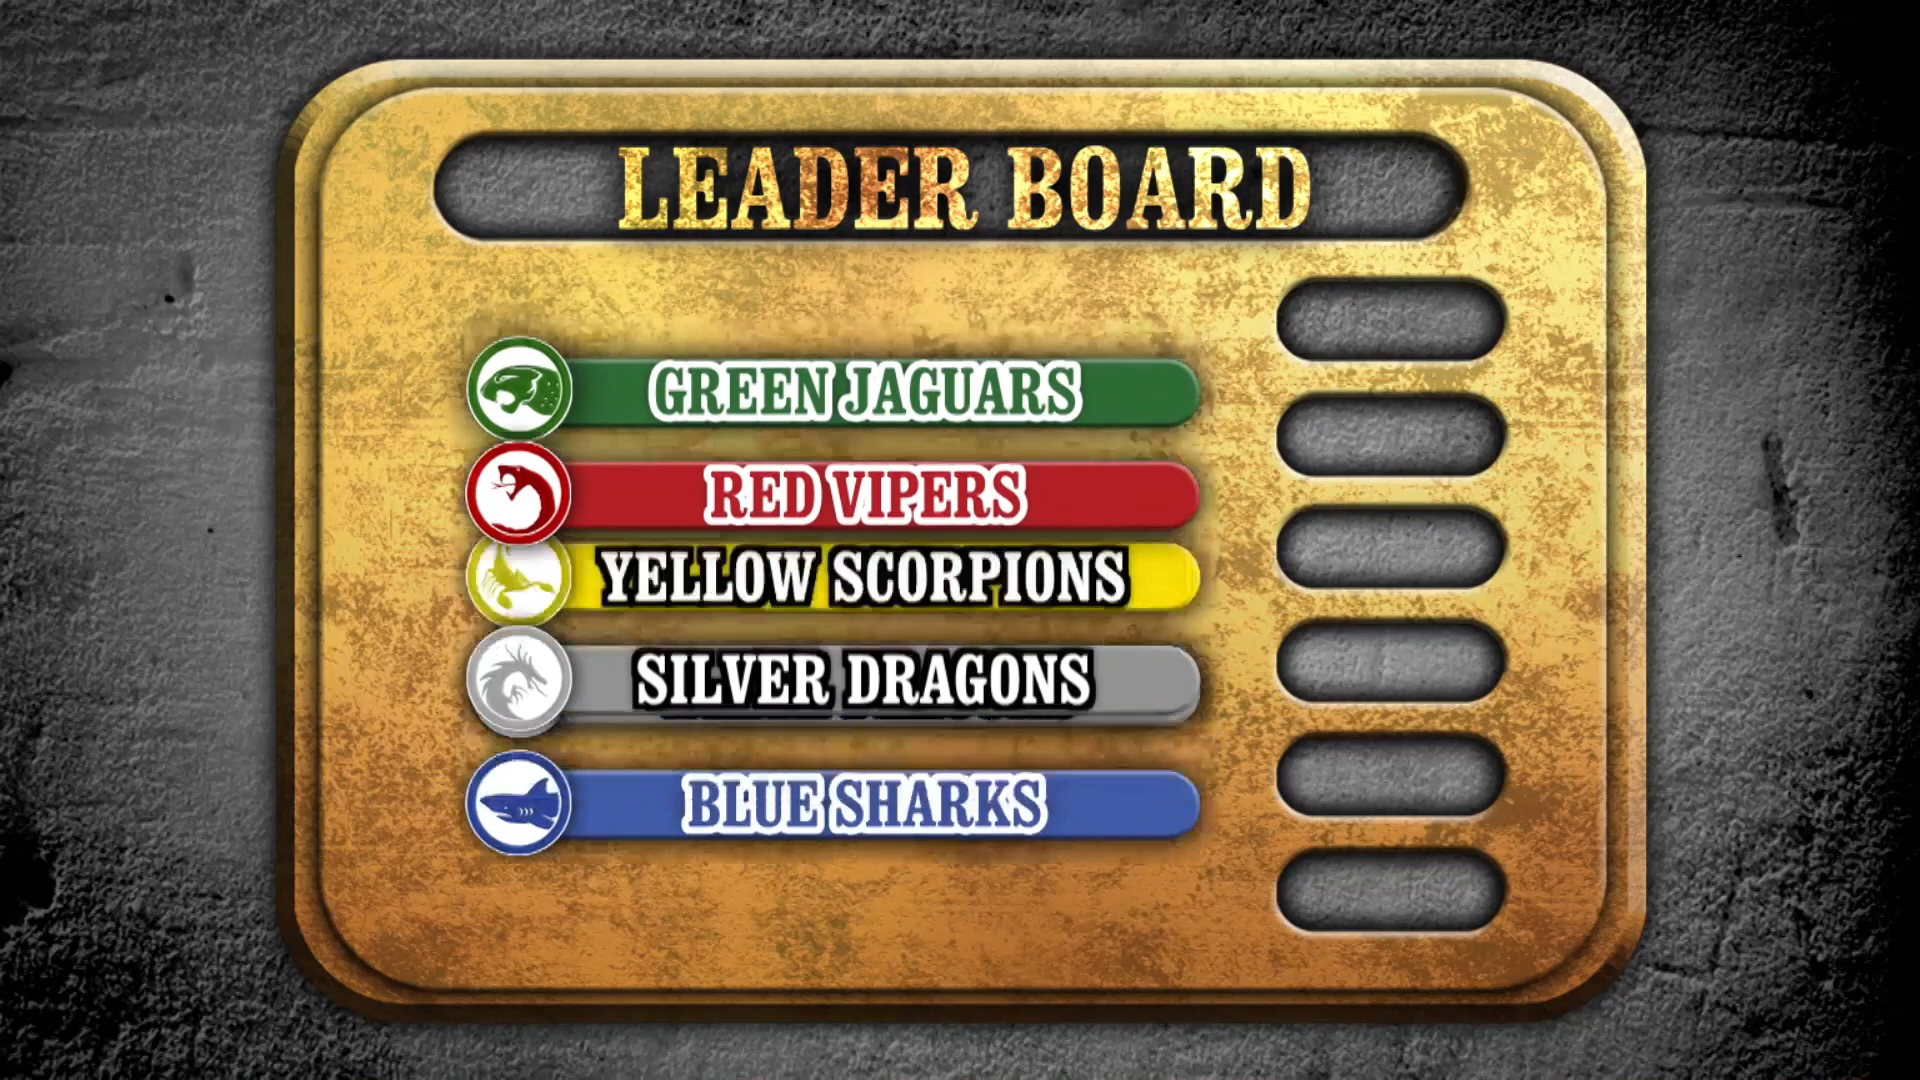 LEADER BOARD
GREEN JAGUARS
RED VIPERS
YELLOW SCORPIONS
SILVER DRAGONS
BLUE SHARKS